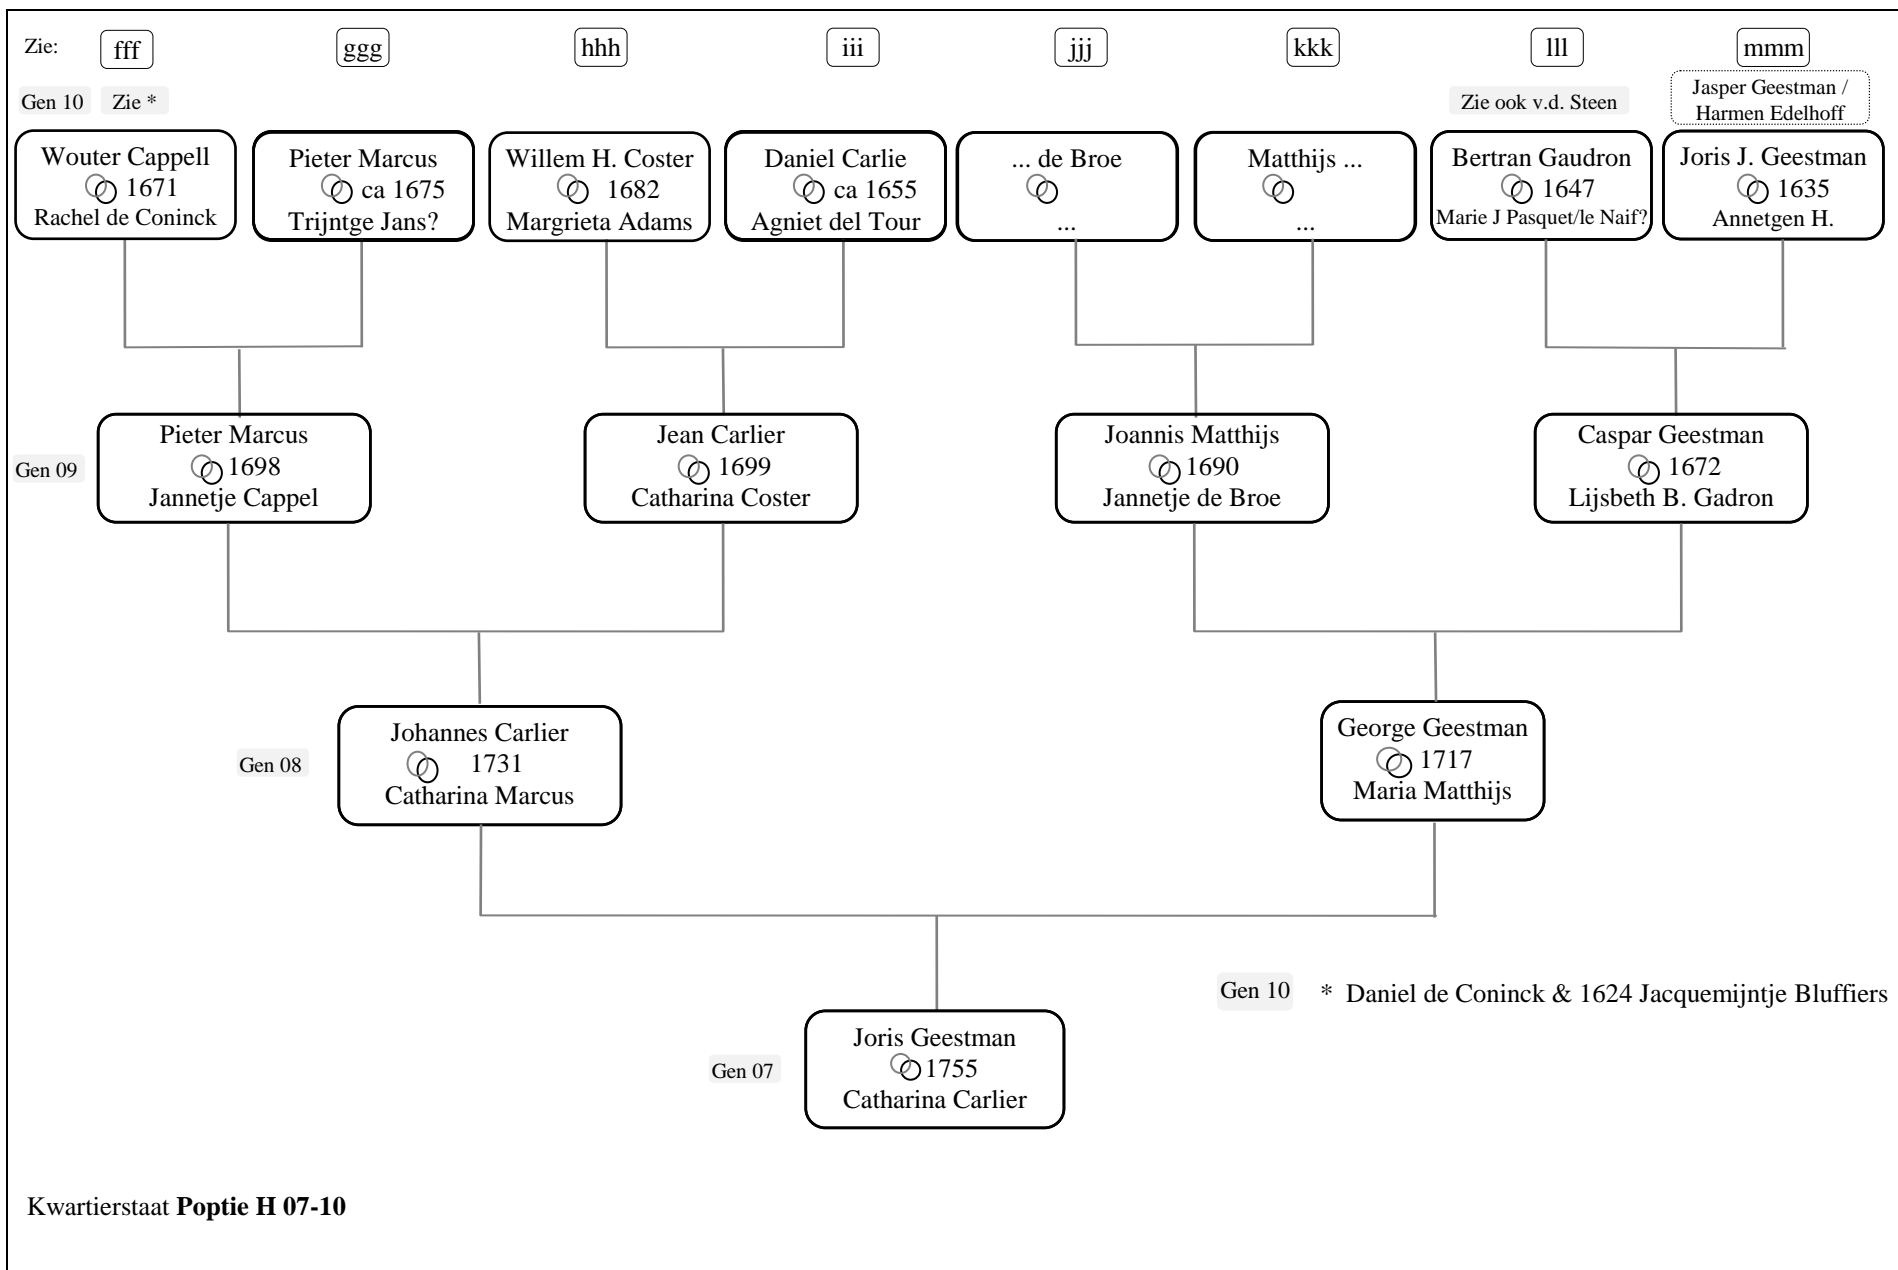 Zie: fff ggg hhh iii jjj kkk lll mmm
Gen 10 Zie * Zie ook v.d. Steen
Jasper Geestman /
Harmen Edelhoff
Wouter Cappell
1671
Rachel de Coninck
Pieter Marcus
ca 1675
Trijntge Jans?
Willem H. Coster
1682
Margrieta Adams
Daniel Carlie
ca 1655
Agniet del Tour
... de Broe
...
Matthijs ...
...
Bertran Gaudron
1647
Marie J Pasquet/le Naif?
Joris J. Geestman
1635
Annetgen H.
Gen 09
Pieter Marcus
1698
Jannetje Cappel
Jean Carlier
1699
Catharina Coster
Joannis Matthijs
1690
Jannetje de Broe
Caspar Geestman
1672
Lijsbeth B. Gadron
Gen 08
Johannes Carlier
1731
Catharina Marcus
George Geestman
1717
Maria Matthijs
Gen 10 * Daniel de Coninck & 1624 Jacquemijntje Bluffiers
Gen 07
Joris Geestman
1755
Catharina Carlier
Kwartierstaat Poptie H 07-10